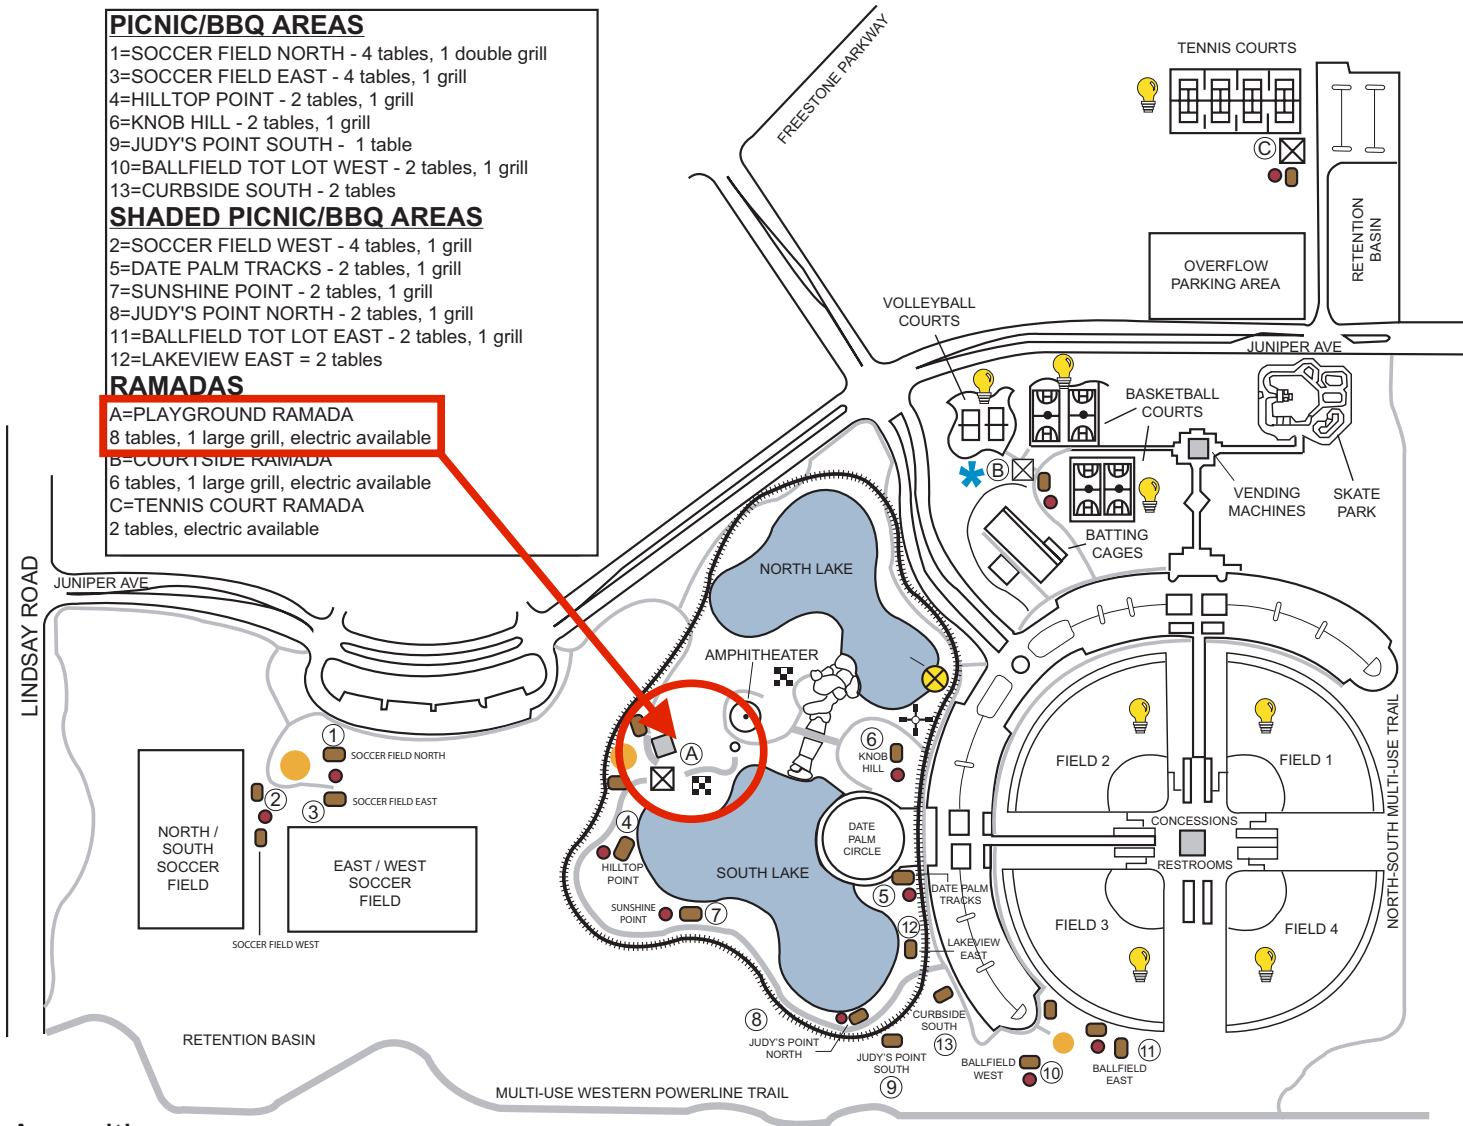 PICNIC/BBQ AREAS
1=SOCCER FIELD NORTH - 4 tables, 1 double grill
3=SOCCER FIELD EAST - 4 tables, 1 grill
4=HILLTOP POINT - 2 tables, 1 grill
6=KNOB HILL - 2 tables, 1 grill
9=JUDY'S POINT SOUTH - 1 table
10=BALLFIELD TOT LOT WEST - 2 tables, 1 grill
13=CURBSIDE SOUTH - 2 tables
SHADED PICNIC/BBQ AREAS
2=SOCCER FIELD WEST - 4 tables, 1 grill
5=DATE PALM TRACKS - 2 tables, 1 grill
7=SUNSHINE POINT - 2 tables, 1 grill
8=JUDY'S POINT NORTH - 2 tables, 1 grill
11=BALLFIELD TOT LOT EAST - 2 tables, 1 grill
12=LAKEVIEW EAST = 2 tables
RAMADAS
A=PLAYGROUND RAMADA
8 tables, 1 large grill, electric available
B=COURTSIDE RAMADA
6 tables, 1 large grill, electric available
C=TENNIS COURT RAMADA
2 tables, electric available
FREESTONE PARKWAY
TENNIS COURTS
C
RETENTION
BASIN
OVERFLOW
PARKING AREA
JUNIPER AVE
VOLLEYBALL
COURTS
BASKETBALL
COURTS
B
VENDING
MACHINES
SKATE
PARK
BATTING
CAGES
LINDSAY ROAD
JUNIPER AVE
NORTH LAKE
AMPHITHEATER
A
6
KNOB
HILL
1
SOCCER FIELD NORTH
2
3
SOCCER FIELD EAST
NORTH /
SOUTH
SOCCER
FIELD
EAST / WEST
SOCCER
FIELD
SOCCER FIELD WEST
4
HILLTOP
POINT
SOUTH LAKE
DATE
PALM
CIRCLE
5
DATE PALM
TRACKS
SUNSHINE
POINT
7
12
LAKEVIEW
EAST
FIELD 2
FIELD 1
CONCESSIONS
RESTROOMS
FIELD 3
FIELD 4
NORTH-SOUTH MULTI-USE TRAIL
8
JUDY'S POINT
NORTH
JUDY'S POINT
SOUTH
9
CURBSIDE
SOUTH
13
BALLFIELD
WEST
10
11
BALLFIELD
EAST
RETENTION BASIN
MULTI-USE WESTERN POWERLINE TRAIL